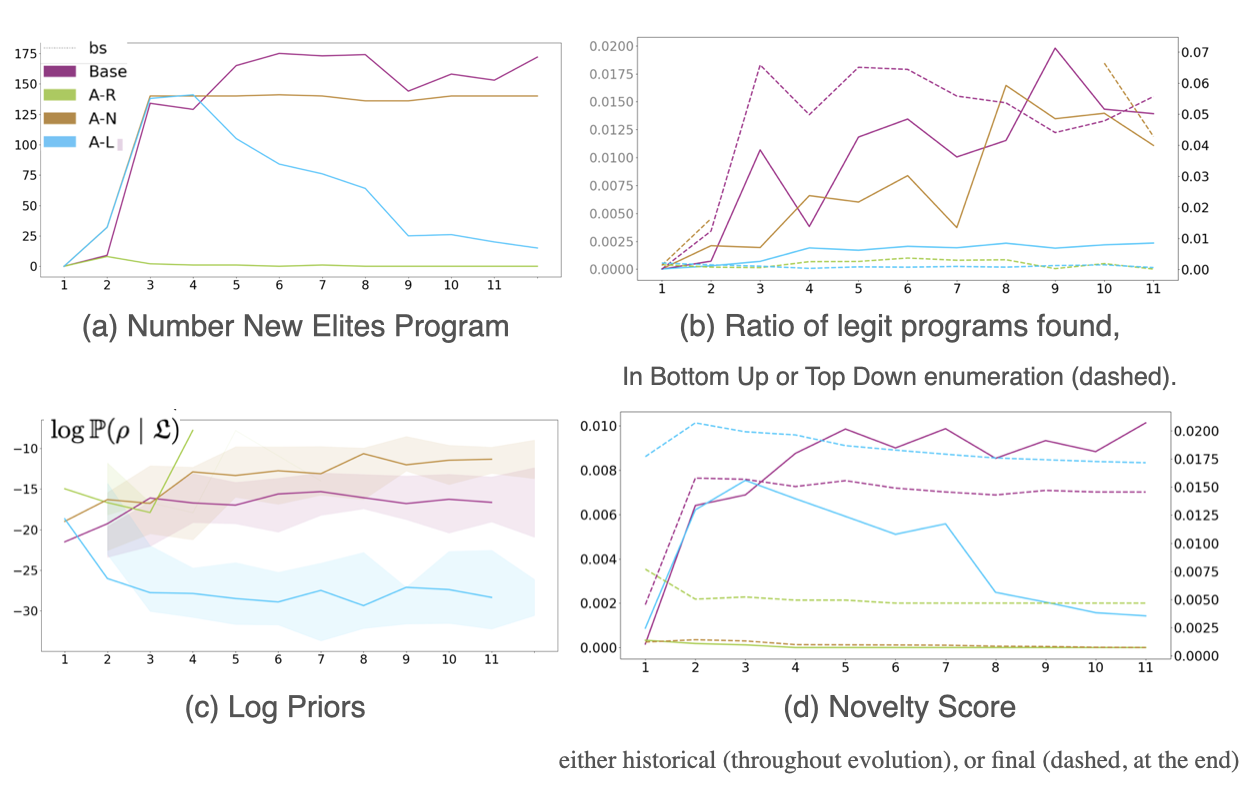 175
150
125
100
75
50
25
0
bs
Base
A-R
A-N
A-L
1 2 3 4 5 6 7 8 9 10 11
(a) Number New Elites Program
0.0200
0.0175
0.0150
0.0125
0.0100
0.0075
0.0050
0.0025
0.0000
0.07
0.06
0.05
0.04
0.03
0.02
0.01
0.00
1 2 3 4 5 6 7 8 9 10 11
(b) Ratio of legit programs found,
In Bottom Up or Top Down enumeration (dashed).
log ℙ(ρ | 𝔏)
−10
−15
−20
−25
−30
1 2 3 4 5 6 7 8 9 10 11
(c) Log Priors
0.010
0.008
0.006
0.004
0.002
0.000
0.0200
0.0175
0.0150
0.0125
0.0100
0.0075
0.0050
0.0025
0.0000
1 2 3 4 5 6 7 8 9 10 11
(d) Novelty Score
either historical (throughout evolution), or final (dashed, at the end)